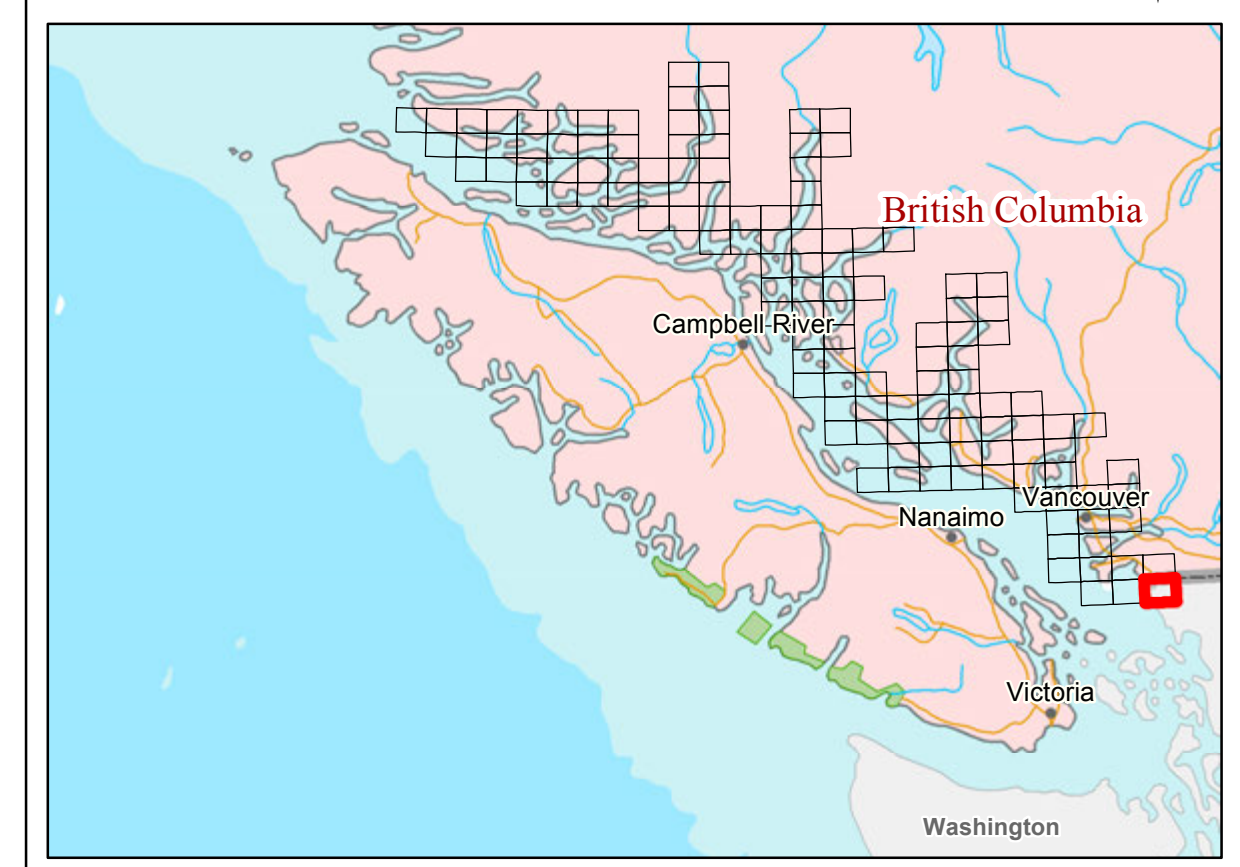 British Columbia
Campbell River
Vancouver
Nanaimo
Victoria
Washington